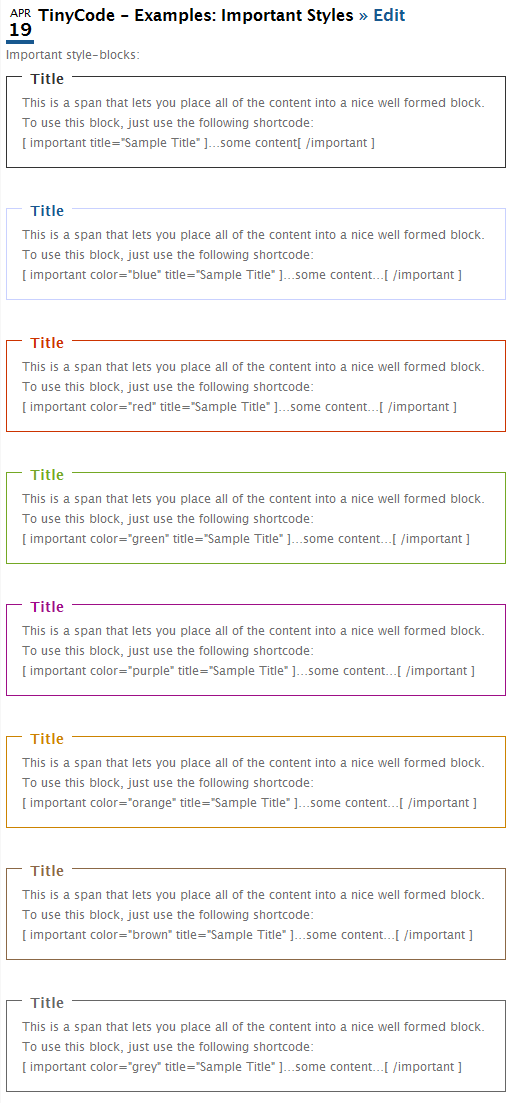 APR
19
TinyCode – Examples: Important Styles » Edit
Important style-blocks:
Title
This is a span that lets you place all of the content into a nice well formed block.
To use this block, just use the following shortcode:
[ important title="Sample Title" ]...some content[ /important ]
Title
This is a span that lets you place all of the content into a nice well formed block.
To use this block, just use the following shortcode:
[ important color="blue" title="Sample Title" ]...some content...[ /important ]
Title
This is a span that lets you place all of the content into a nice well formed block.
To use this block, just use the following shortcode:
[ important color="red" title="Sample Title" ]...some content...[ /important ]
Title
This is a span that lets you place all of the content into a nice well formed block.
To use this block, just use the following shortcode:
[ important color="green" title="Sample Title" ]...some content...[ /important ]
Title
This is a span that lets you place all of the content into a nice well formed block.
To use this block, just use the following shortcode:
[ important color="purple" title="Sample Title" ]...some content...[ /important ]
Title
This is a span that lets you place all of the content into a nice well formed block.
To use this block, just use the following shortcode:
[ important color="orange" title="Sample Title" ]...some content...[ /important ]
Title
This is a span that lets you place all of the content into a nice well formed block.
To use this block, just use the following shortcode:
[ important color="brown" title="Sample Title" ]...some content...[ /important ]
Title
This is a span that lets you place all of the content into a nice well formed block.
To use this block, just use the following shortcode:
[ important color="grey" title="Sample Title" ]...some content...[ /important ]